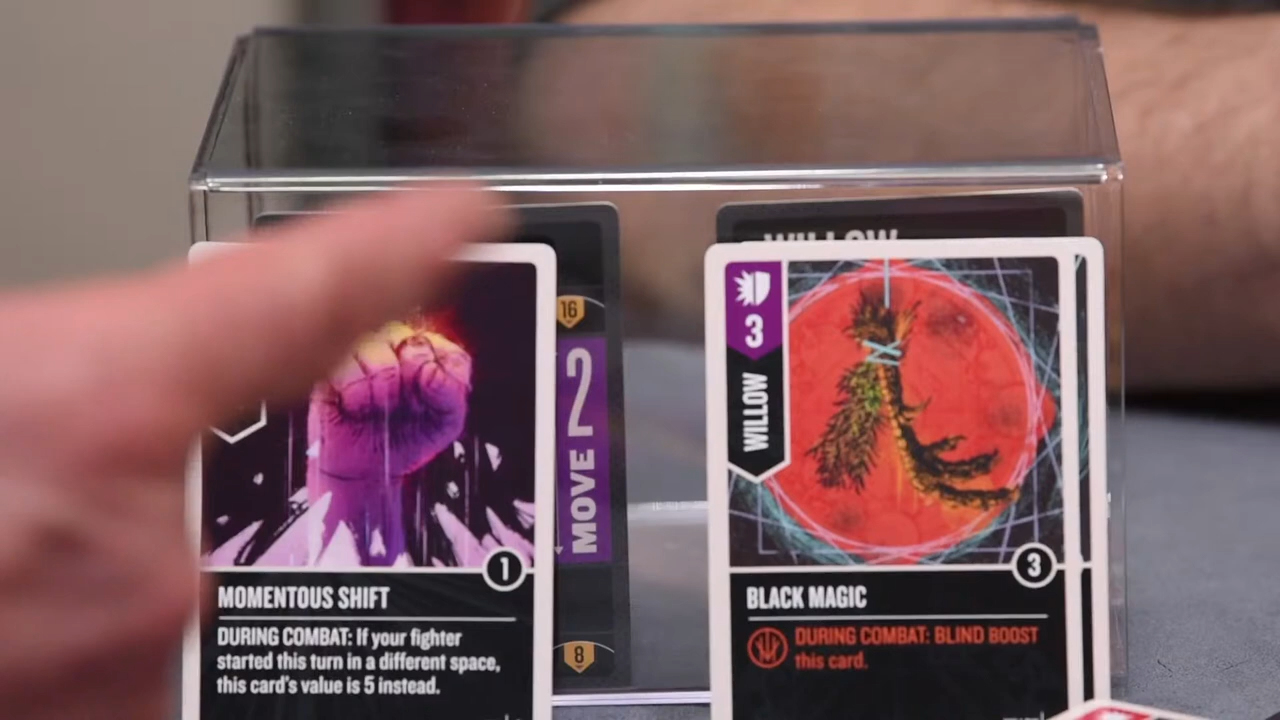 16
MOVE 2
8
1
MOMENTOUS SHIFT
DURING COMBAT: If your fighter
started this turn in a different space,
this card's value is 5 instead.
WILLOW
3
WILLOW
3
BLACK MAGIC
DURING COMBAT: BLIND BOOST
this card.